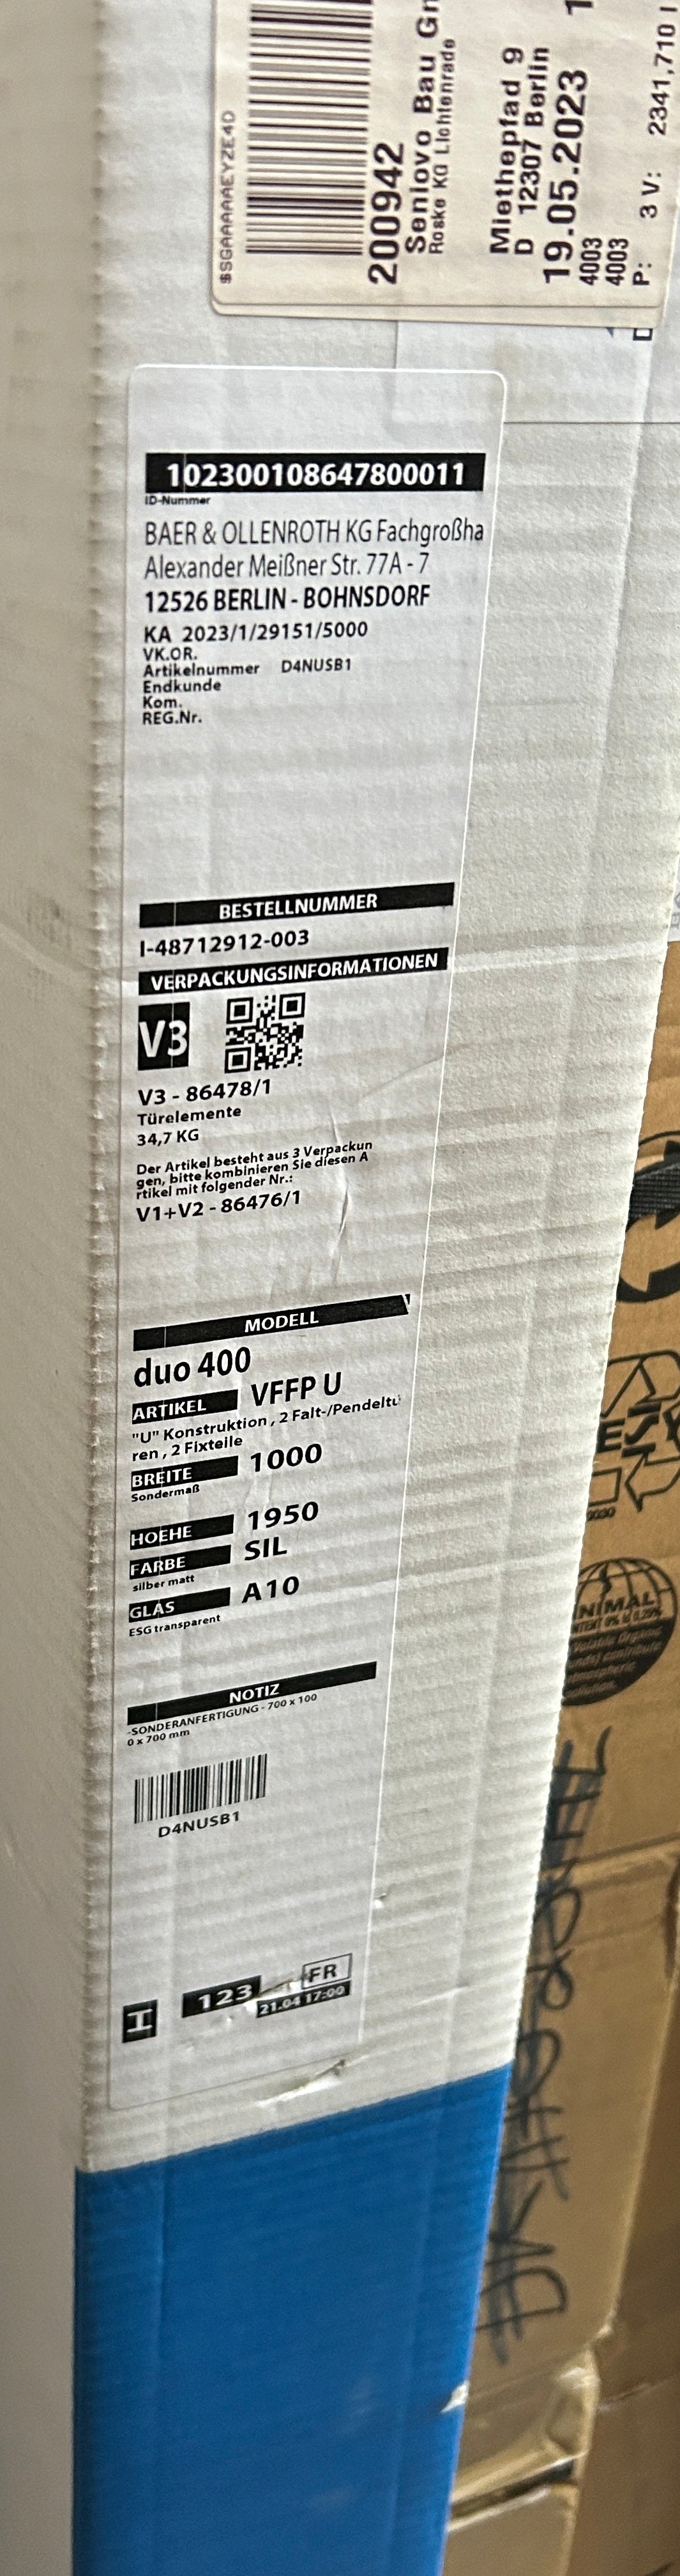 $SGAAAAAEYZE4D
200942
Senlovo Bau
Roske KG Lichtenrade
Miethepfad 9
D 12307 Berlin
19.05.2023
4003
4003
P: 3 V: 2341,710
102300108647800011
ID-Nummer
BAER & OLLENROTH KG Fachgroßha
Alexander Meißner Str. 77A - 7
12526 BERLIN - BOHNSDORF
KA 2023/1/29151/5000
VK.OR.
Artikelnummer D4NUSB1
Endkunde
Kom.
REG.Nr.
BESTELLNUMMER
I-48712912-003
VERPACKUNGSINFORMATIONEN
V3
V3 - 86478/1
Türelemente
34,7 KG
Der Artikel besteht aus 3 Verpackun
gen, bitte kombinieren Sie diesen A
rtikel mit folgender Nr.:
V1+V2 - 86476/1
MODELL
duo 400
ARTIKEL VFFP U
"U" Konstruktion , 2 Falt-/Pendeltü
ren , 2 Fixteile
BREITE 1000
Sondermaß
HOEHE 1950
FARBE SIL
silber matt
GLAS A10
ESG transparent
NOTIZ
-SONDERANFERTIGUNG - 700 x 100
0 x 700 mm
D4NUSB1
I 123 FR
21.04 17:00